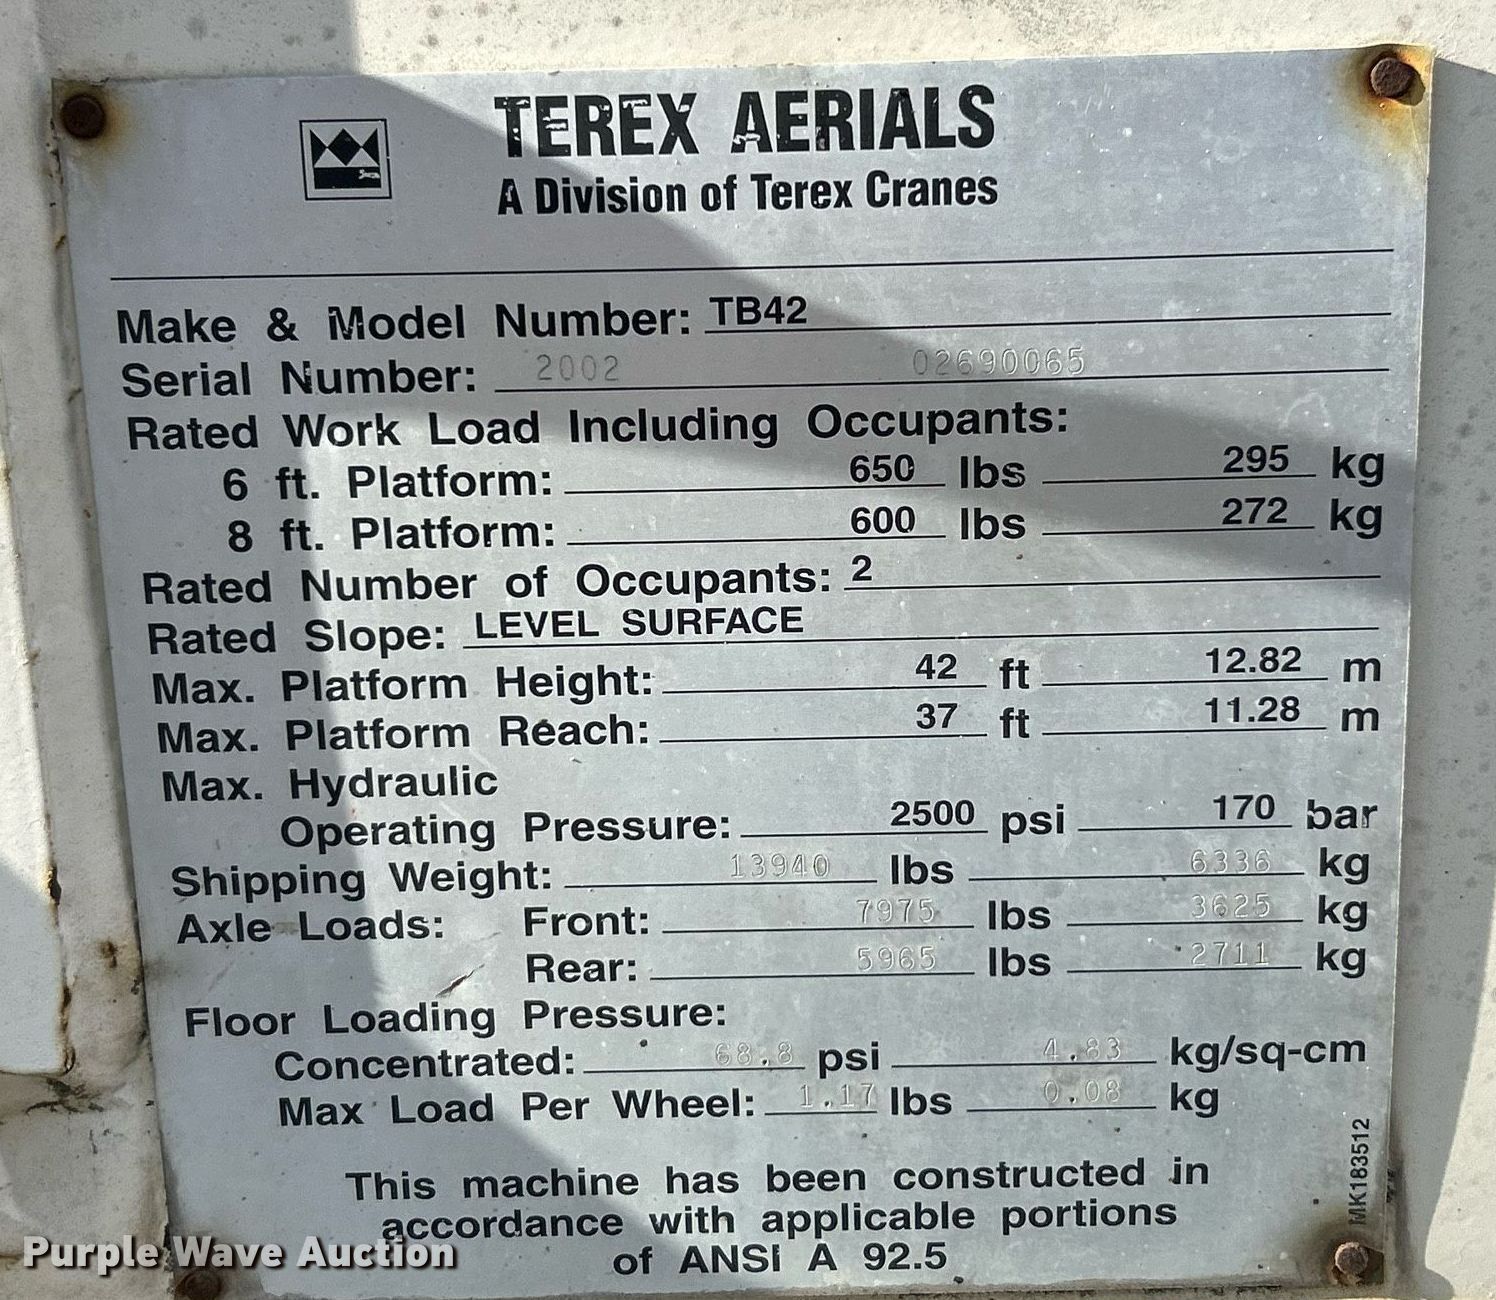 TEREX AERIALS
A Division of Terex Cranes
Make & Model Number: TB42
Serial Number: 2002 02690065
Rated Work Load Including Occupants:
6 ft. Platform: 650 lbs 295 kg
8 ft. Platform: 600 lbs 272 kg
Rated Number of Occupants: 2
Rated Slope: LEVEL SURFACE
Max. Platform Height: 42 ft 12.82 m
Max. Platform Reach: 37 ft 11.28 m
Max. Hydraulic
Operating Pressure: 2500 psi 170 bar
Shipping Weight: 13940 lbs 6336 kg
Axle Loads: Front: 7975 lbs 3625 kg
Rear: 5965 lbs 2711 kg
Floor Loading Pressure:
Concentrated: 68.8 psi 4.83 kg/sq-cm
Max Load Per Wheel: 1.17 lbs 0.08 kg
This machine has been constructed in
accordance with applicable portions
of ANSI A 92.5
MK183512
Purple Wave Auction